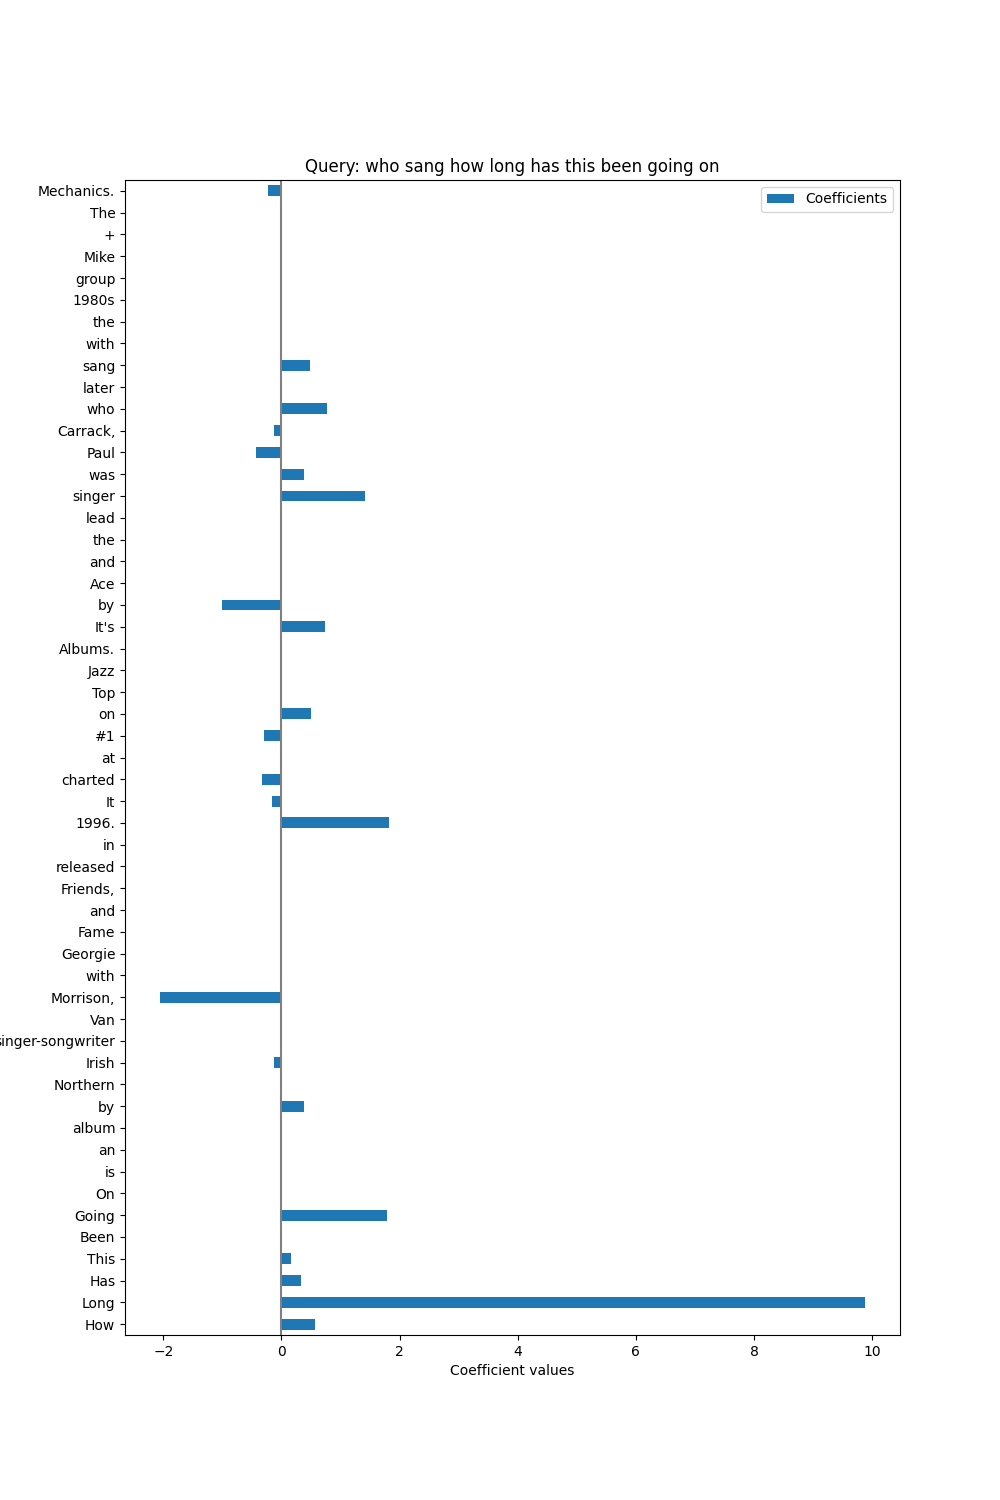 Query: who sang how long has this been going on
Coefficients
Mechanics.
The
+
Mike
group
1980s
the
with
sang
later
who
Carrack,
Paul
was
singer
lead
the
and
Ace
by
It's
Albums.
Jazz
Top
on
#1
at
charted
It
1996.
in
released
Friends,
and
Fame
Georgie
with
Morrison,
Van
singer-songwriter
Irish
Northern
by
album
an
is
On
Going
Been
This
Has
Long
How
−2 0 2 4 6 8 10
Coefficient values